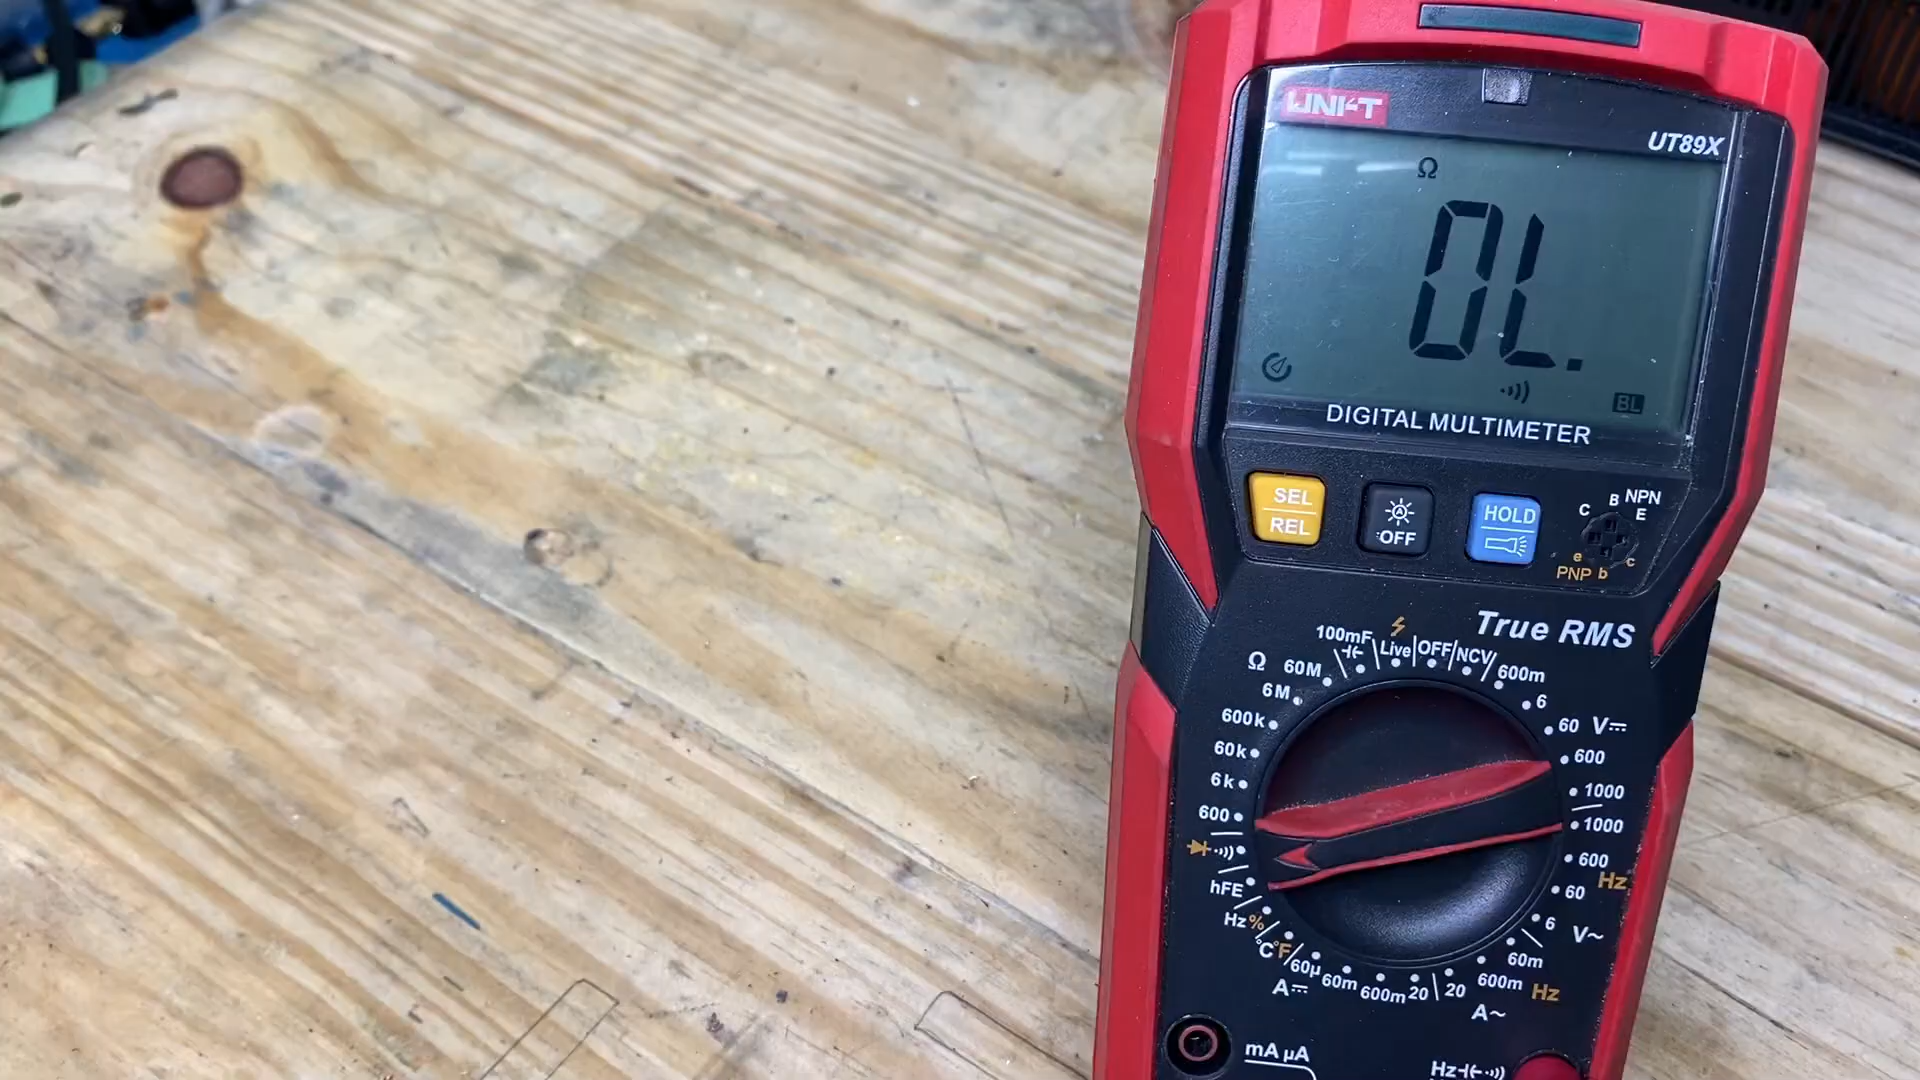 UNI-T
UT89X
Ω
OL.
BL
DIGITAL MULTIMETER
SEL
REL
OFF
HOLD
B NPN
C E
e c
PNP b
True RMS
100mF Live OFF NCV 600m
Ω 60M 6
6M 60 V
600k 600
60k 1000
6k 1000
600 600
Hz
hFE 60
Hz% 6
°C°F V~
60µ 60m 600m 20 20 600m 60m
A Hz
A~
mA µA
Hz